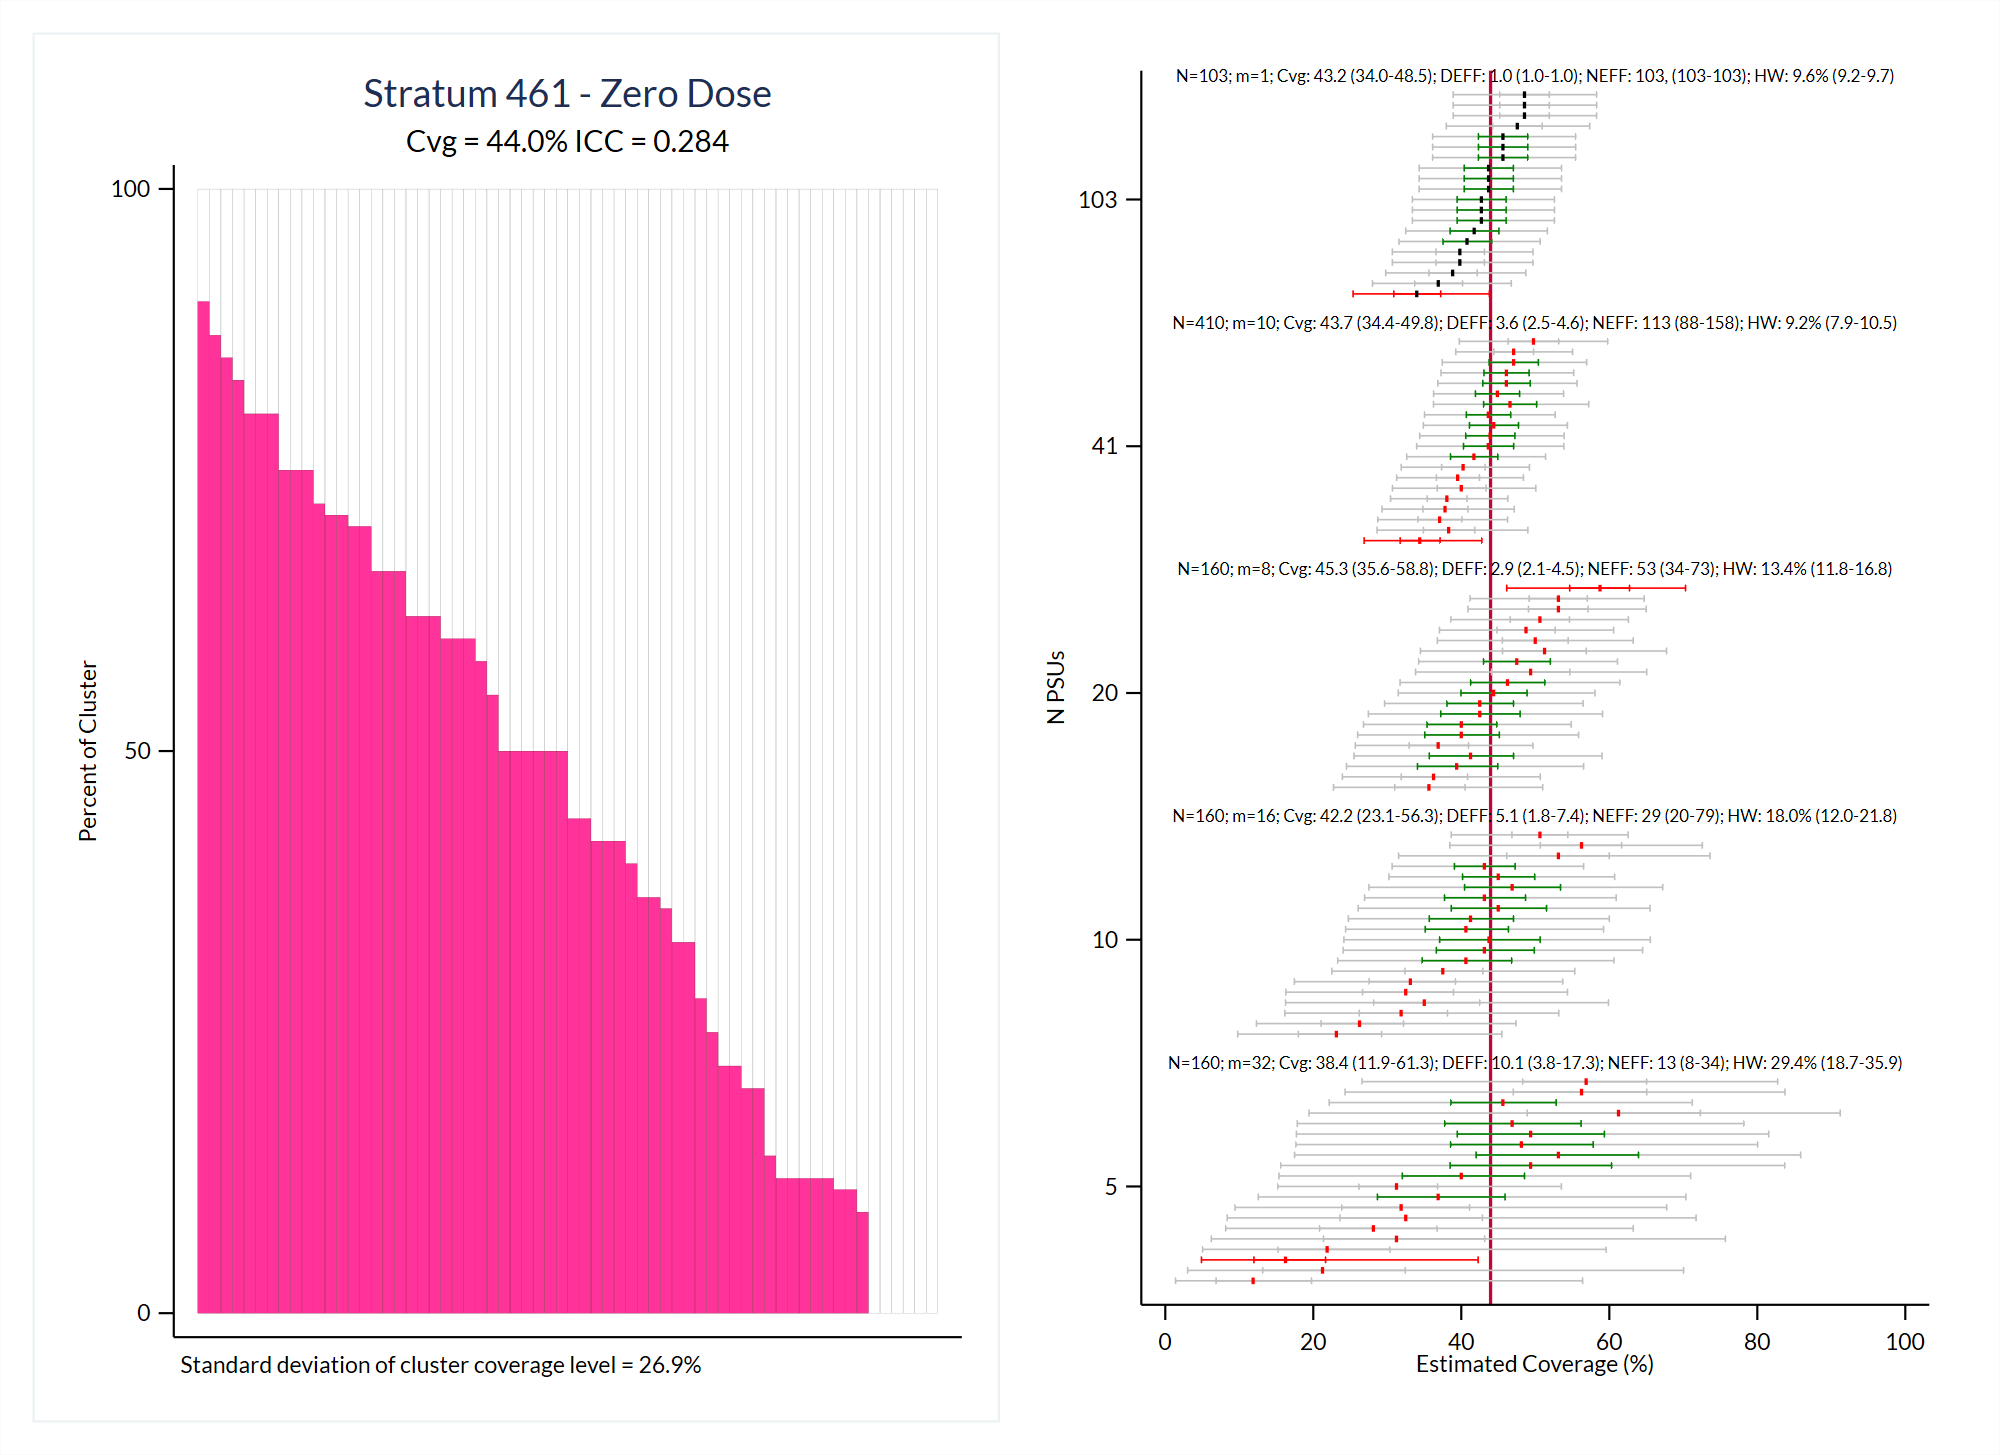 Stratum 461 - Zero Dose
Cvg = 44.0% ICC = 0.284
100
50
0
Percent of Cluster
Standard deviation of cluster coverage level = 26.9%
N=103; m=1; Cvg: 43.2 (34.0-48.5); DEFF: 1.0 (1.0-1.0); NEFF: 103, (103-103); HW: 9.6% (9.2-9.7)
103
N=410; m=10; Cvg: 43.7 (34.4-49.8); DEFF: 3.6 (2.5-4.6); NEFF: 113 (88-158); HW: 9.2% (7.9-10.5)
41
N=160; m=8; Cvg: 45.3 (35.6-58.8); DEFF: 2.9 (2.1-4.5); NEFF: 53 (34-73); HW: 13.4% (11.8-16.8)
20
N=160; m=16; Cvg: 42.2 (23.1-56.3); DEFF: 5.1 (1.8-7.4); NEFF: 29 (20-79); HW: 18.0% (12.0-21.8)
10
N=160; m=32; Cvg: 38.4 (11.9-61.3); DEFF: 10.1 (3.8-17.3); NEFF: 13 (8-34); HW: 29.4% (18.7-35.9)
5
N PSUs
0 20 40 60 80 100
Estimated Coverage (%)